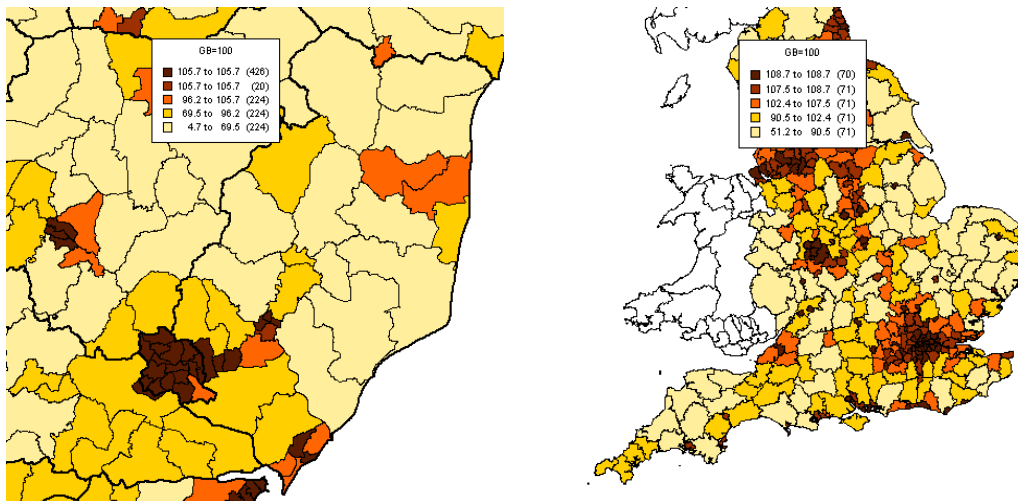 GB=100
105.7 to 105.7 (426)
105.7 to 105.7 (20)
96.2 to 105.7 (224)
69.5 to 96.2 (224)
4.7 to 69.5 (224)
GB=100
108.7 to 108.7 (70)
107.5 to 108.7 (71)
102.4 to 107.5 (71)
90.5 to 102.4 (71)
51.2 to 90.5 (71)